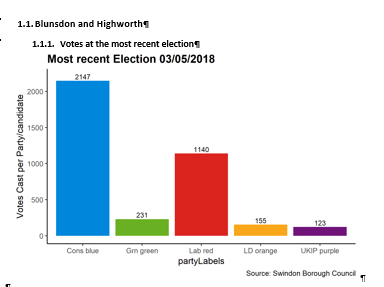 1.1. Blunsdon and Highworth¶
1.1.1. Votes at the most recent election¶
Most recent Election 03/05/2018
Votes Cast per Party/candidate
2000
1500
1000
500
0
2147
231
1140
155
123
Cons blue Grn green Lab red LD orange UKIP purple
partyLabels
Source: Swindon Borough Council ¶
¶